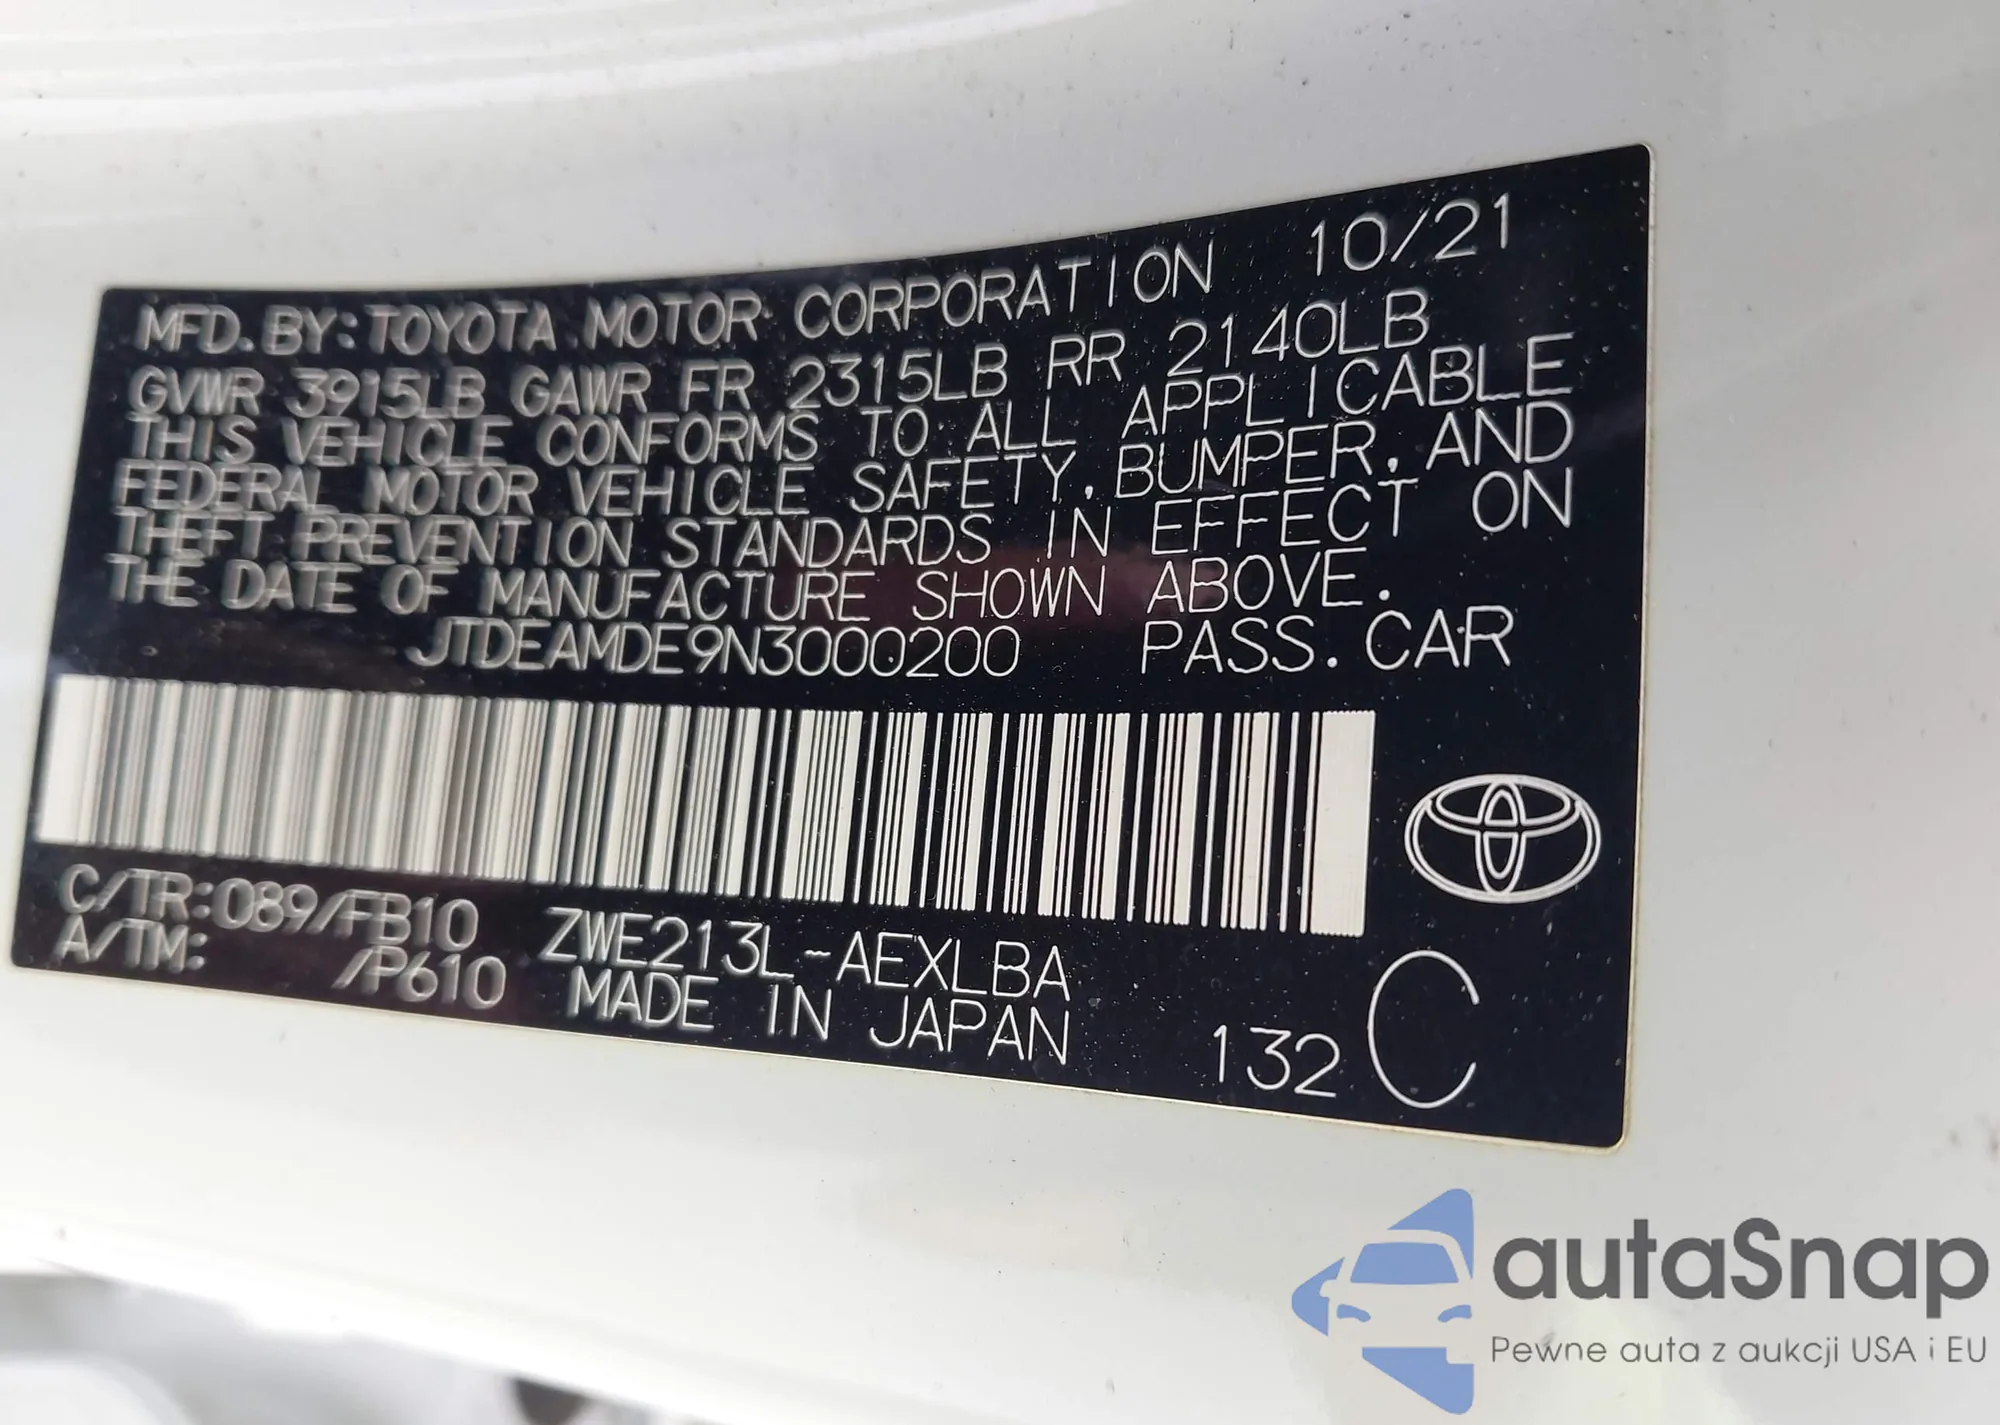 MFD. BY: TOYOTA MOTOR CORPORATION 10/21
GVWR 3915LB GAWR FR 2315LB RR 2140LB
THIS VEHICLE CONFORMS TO ALL APPLICABLE
FEDERAL MOTOR VEHICLE SAFETY, BUMPER, AND
THEFT PREVENTION STANDARDS IN EFFECT ON
THE DATE OF MANUFACTURE SHOWN ABOVE.
JTDEAMDE9N3000200 PASS. CAR
C/TR:089/FB10 ZWE213L-AEXLBA
A/TM: /P610 MADE IN JAPAN 132 C
autaSnap
Pewne auta z aukcji USA i EU